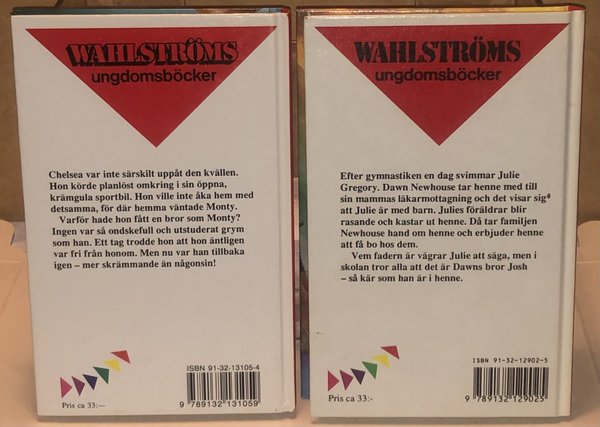 WAHLSTRÖMS
ungdomsböcker
Chelsea var inte särskilt uppåt den kvällen.
Hon körde planlöst omkring i sin öppna,
krämgula sportbil. Hon ville inte åka hem med
detsamma, för där hemma väntade Monty.
Varför hade hon fått en bror som Monty?
Ingen var så ondskefull och utstuderat grym
som han. Ett tag trodde hon att hon äntligen
var fri från honom. Men nu var han tillbaka
igen – mer skrämmande än någonsin!
Pris ca 33:—
ISBN 91-32-13105-4
9 789132 131059
WAHLSTRÖMS
ungdomsböcker
Efter gymnastiken en dag svimmar Julie
Gregory. Dawn Newhouse tar henne med till
sin mammas läkarmottagning och det visar sig
att Julie är med barn. Julies föräldrar blir
rasande och kastar ut henne. Då tar familjen
Newhouse hand om henne och erbjuder henne
att få bo hos dem.
Vem fadern är vägrar Julie att säga, men i
skolan tror alla att det är Dawns bror Josh
– så kär som han är i henne.
Pris ca 33:-
ISBN 91-32-12902-5
9 789132 129025